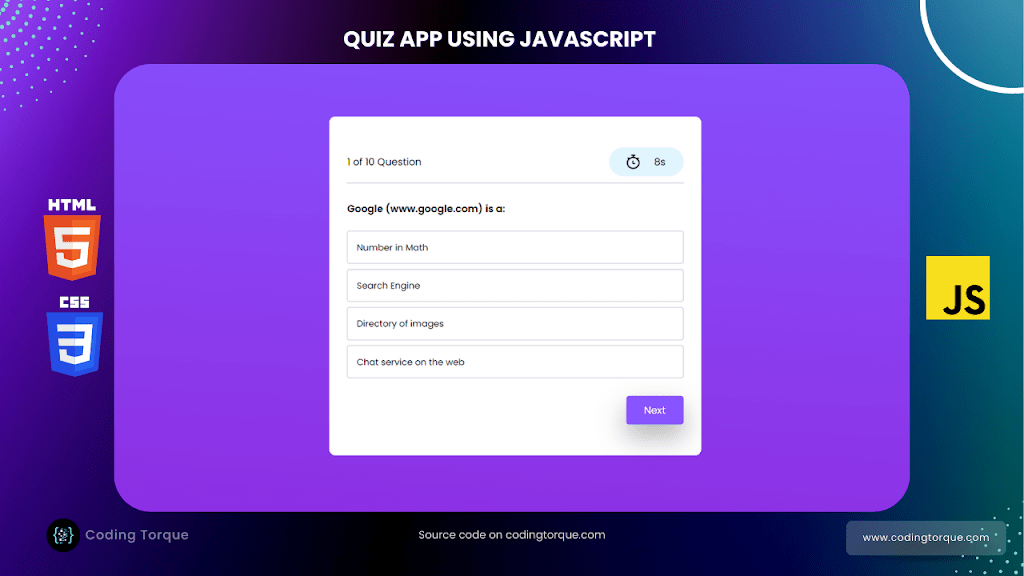 QUIZ APP USING JAVASCRIPT
1 of 10 Question
8s
Google (www.google.com) is a:
Number in Math
Search Engine
Directory of images
Chat service on the web
Next
HTML
5
CSS
3
JS
Coding Torque
Source code on codingtorque.com
www.codingtorque.com